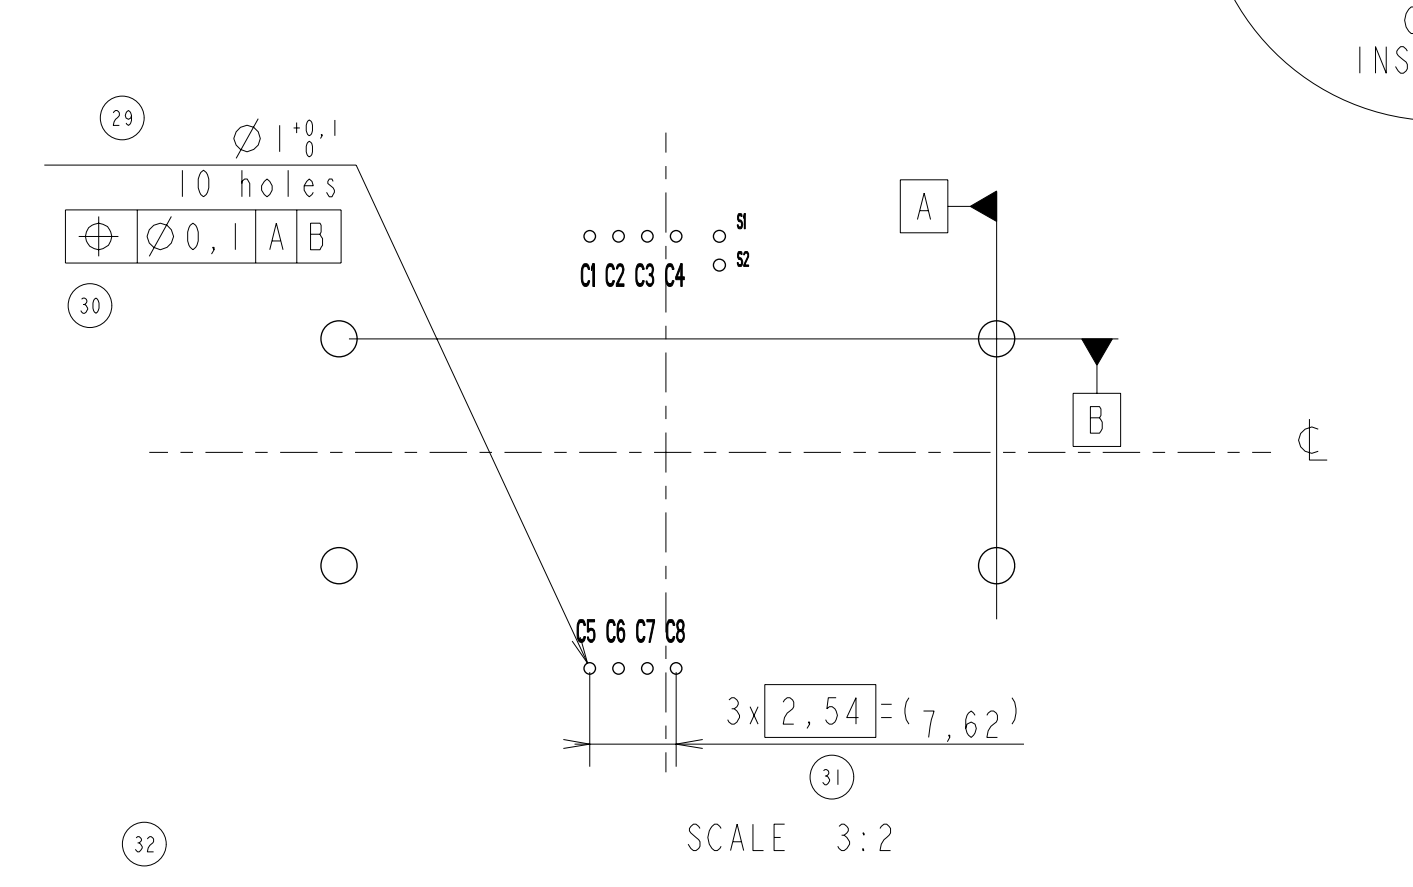 INS
29
Ø1 +0,1 0
10 holes
⌖ Ø0,1 A B
30
S1
S2
C1 C2 C3 C4
A
B
℄
C5 C6 C7 C8
3x 2,54 =( 7,62 )
31
SCALE 3:2
32